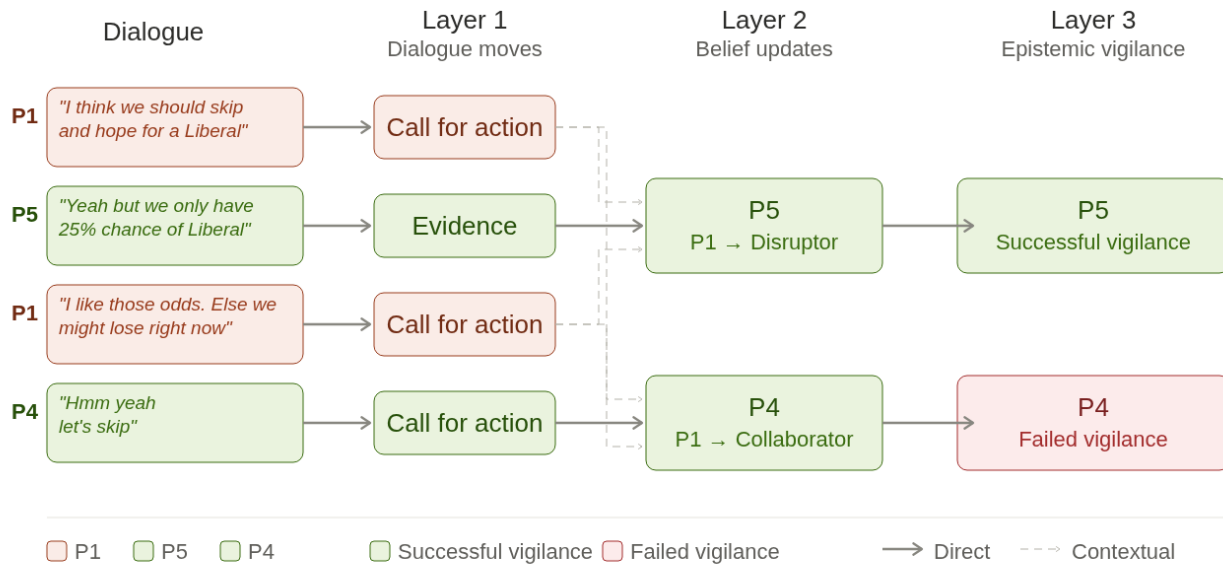 Dialogue
Layer 1
Dialogue moves
Layer 2
Belief updates
Layer 3
Epistemic vigilance
P1
"I think we should skip
and hope for a Liberal"
Call for action
P5
"Yeah but we only have
25% chance of Liberal"
Evidence
P5
P1 → Disruptor
P5
Successful vigilance
P1
"I like those odds. Else we
might lose right now"
Call for action
P4
"Hmm yeah
let's skip"
Call for action
P4
P1 → Collaborator
P4
Failed vigilance
P1 P5 P4 Successful vigilance Failed vigilance Direct Contextual